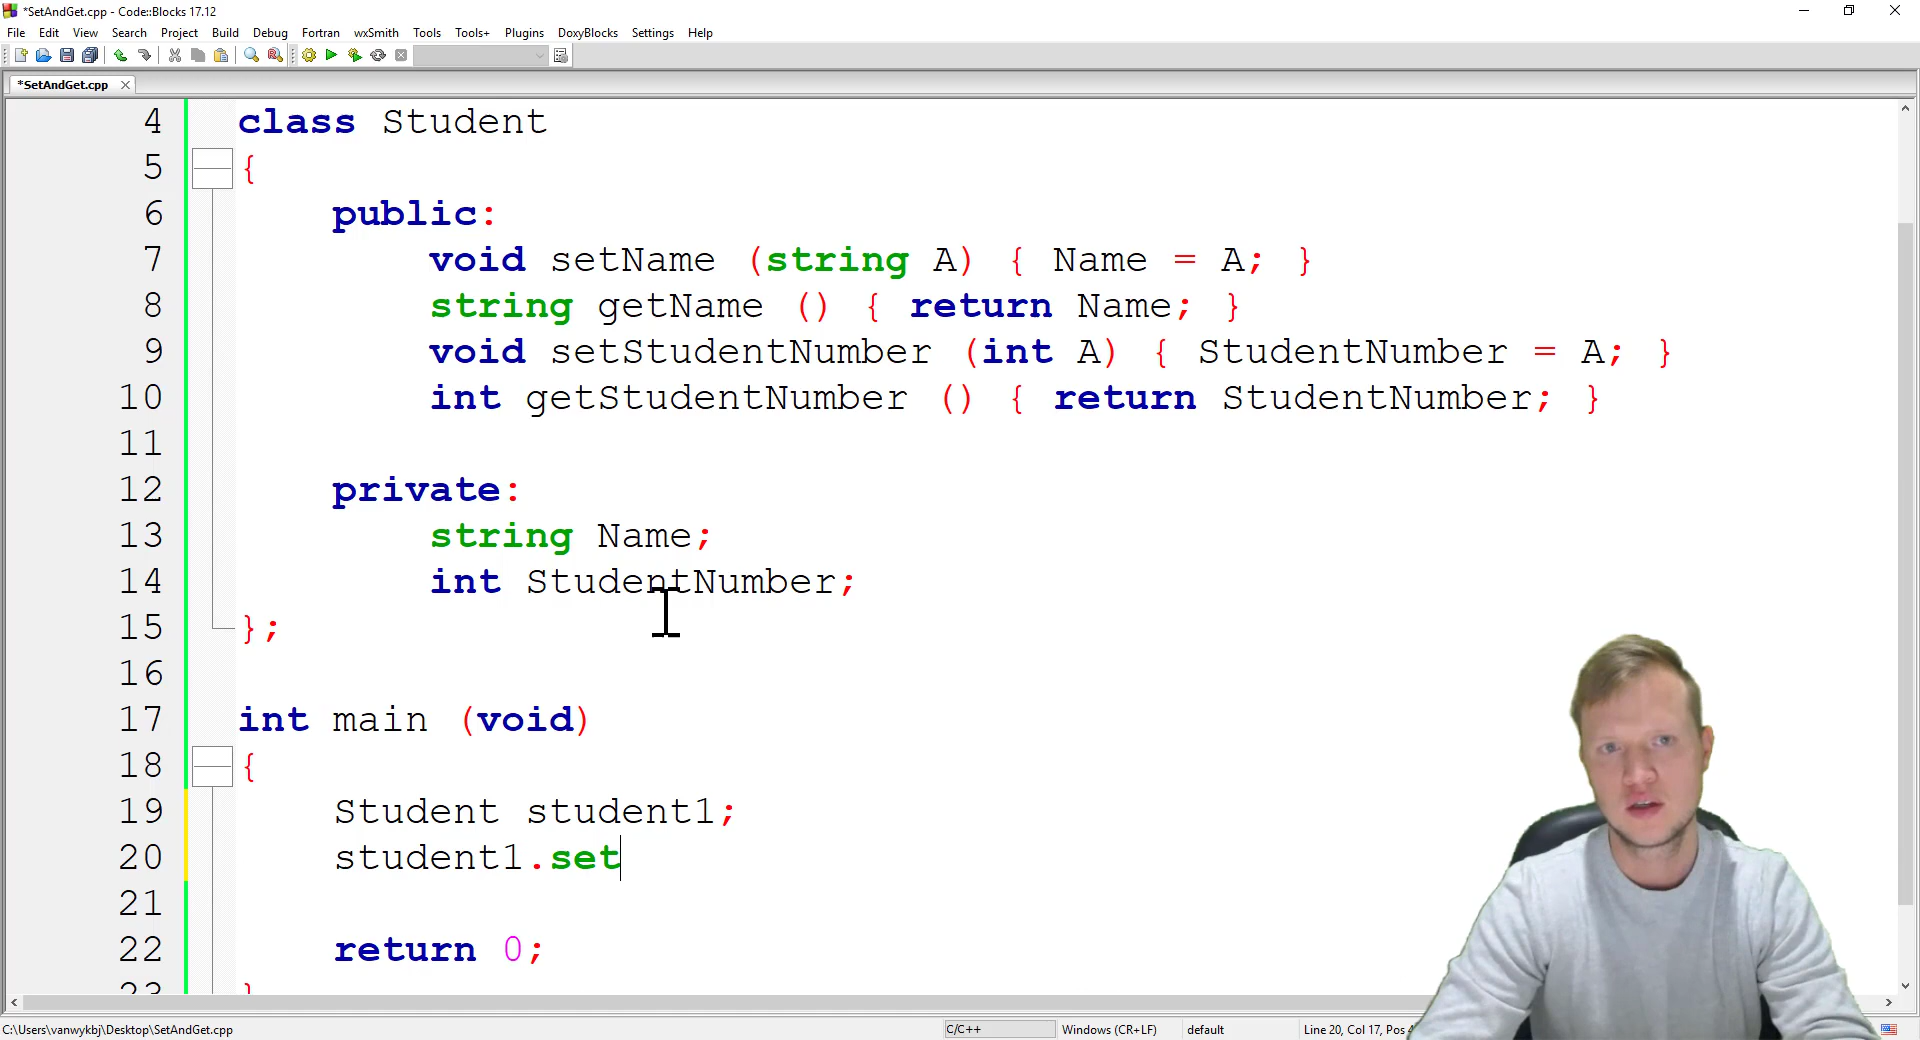 *SetAndGet.cpp - Code::Blocks 17.12
File Edit View Search Project Build Debug Fortran wxSmith Tools Tools+ Plugins DoxyBlocks Settings Help
*SetAndGet.cpp
4 class Student
5 {
6 public:
7 void setName (string A) { Name = A; }
8 string getName () { return Name; }
9 void setStudentNumber (int A) { StudentNumber = A; }
10 int getStudentNumber () { return StudentNumber; }
11
12 private:
13 string Name;
14 int StudentNumber;
15 };
16
17 int main (void)
18 {
19 Student student1;
20 student1.set
21
22 return 0;
23 }
C:\Users\vanwykbj\Desktop\SetAndGet.cpp C/C++ Windows (CR+LF) default Line 20, Col 17, Pos